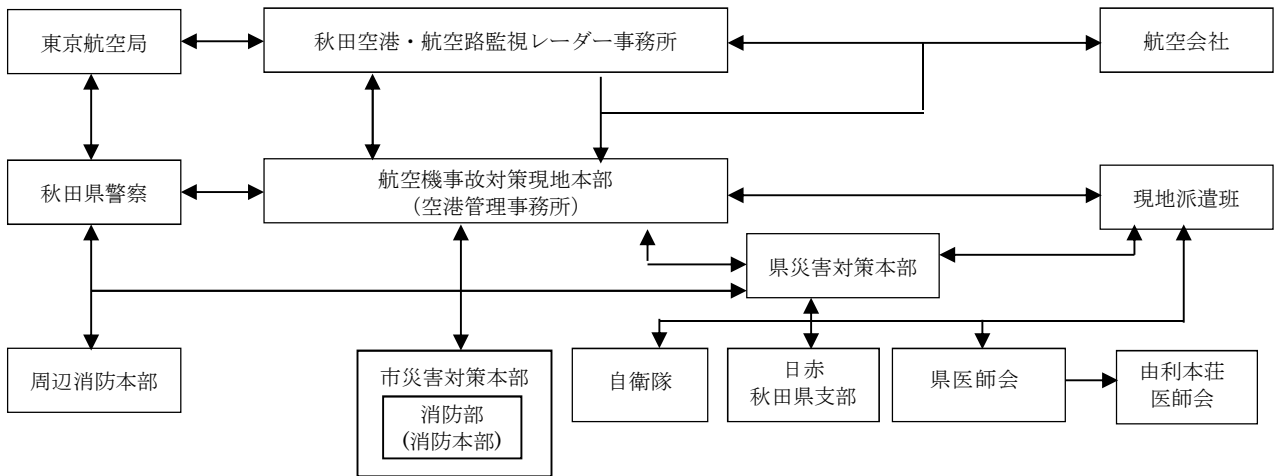 東京航空局
秋田空港・航空路監視レーダー事務所
航空会社
秋田県警察
航空機事故対策現地本部
（空港管理事務所）
現地派遣班
県災害対策本部
周辺消防本部
市災害対策本部
消防部
(消防本部)
自衛隊
日赤
秋田県支部
県医師会
由利本荘
医師会